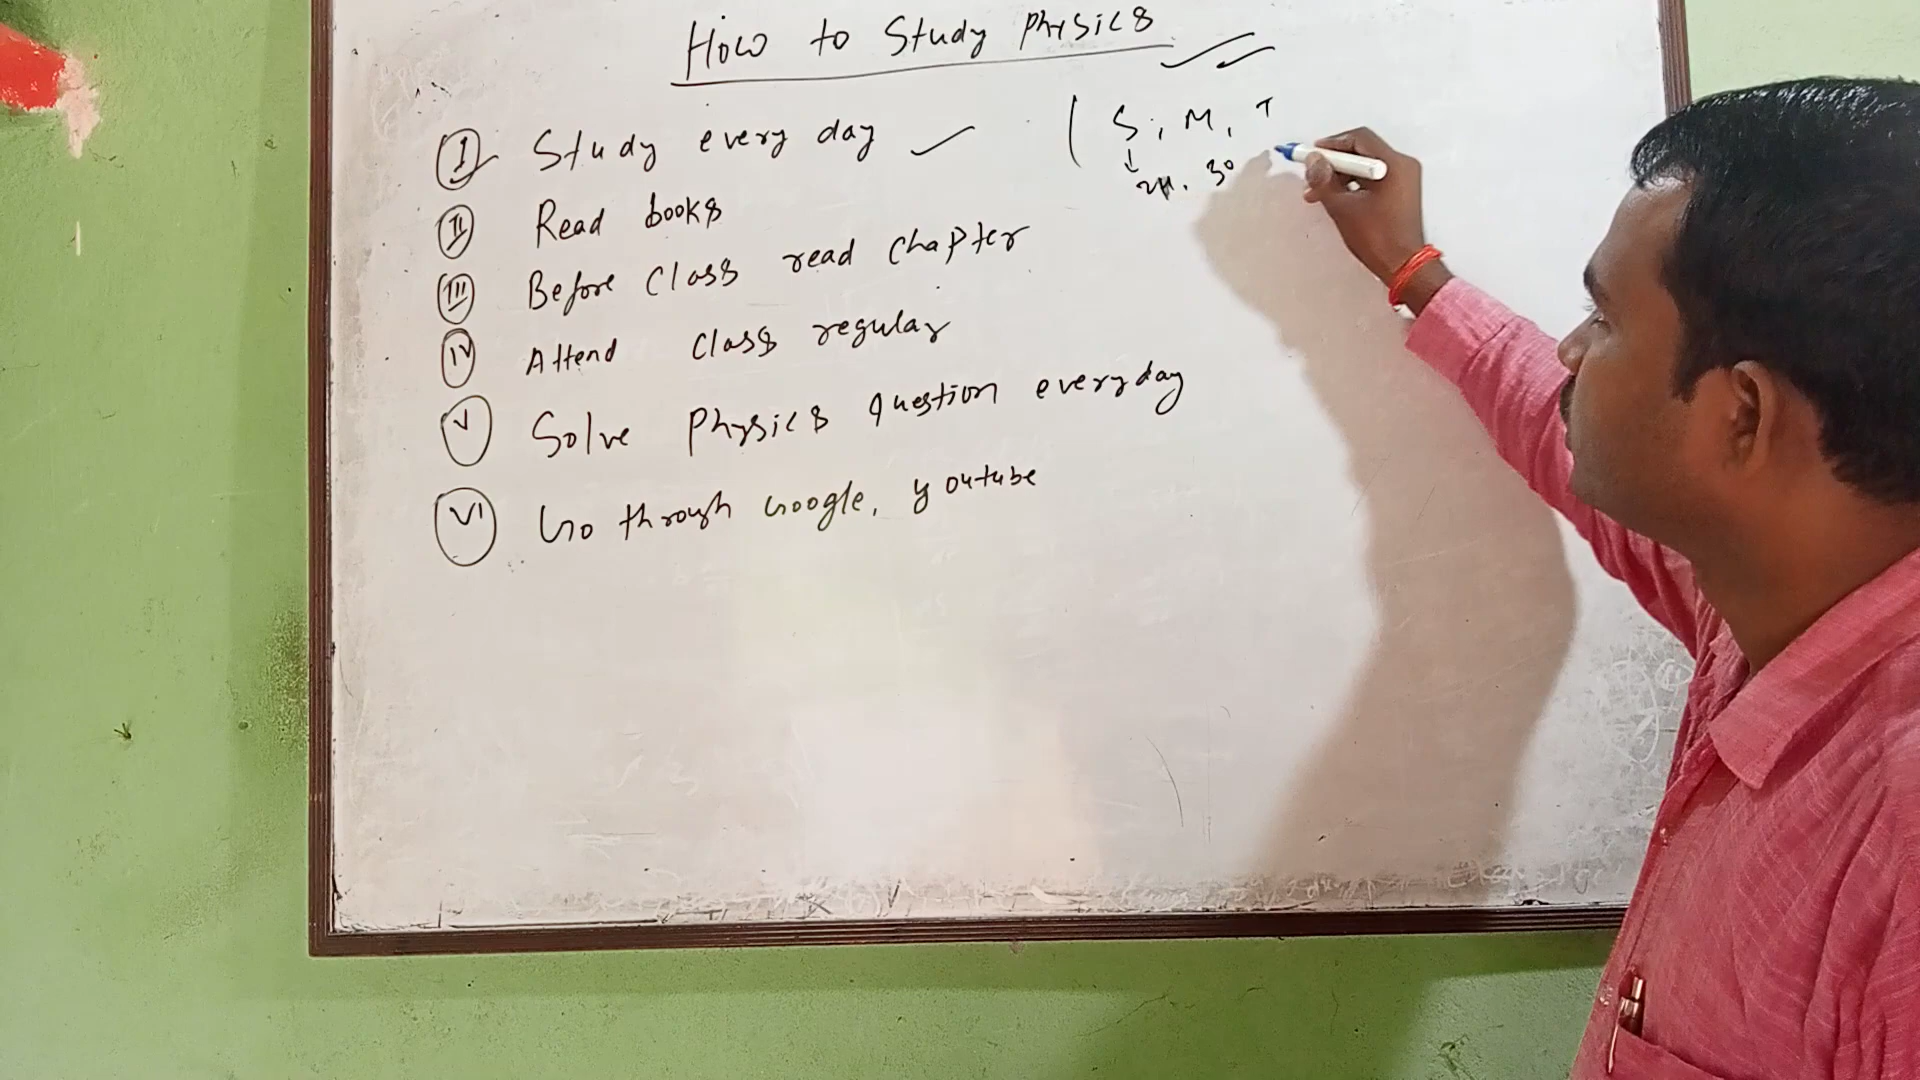 How to Study Physics
I Study every day ( S, M, T
2H. 30
II Read books
III Before Class read chapter
IV Attend class regular
V Solve Physics question everyday
VI Go through Google, youtube